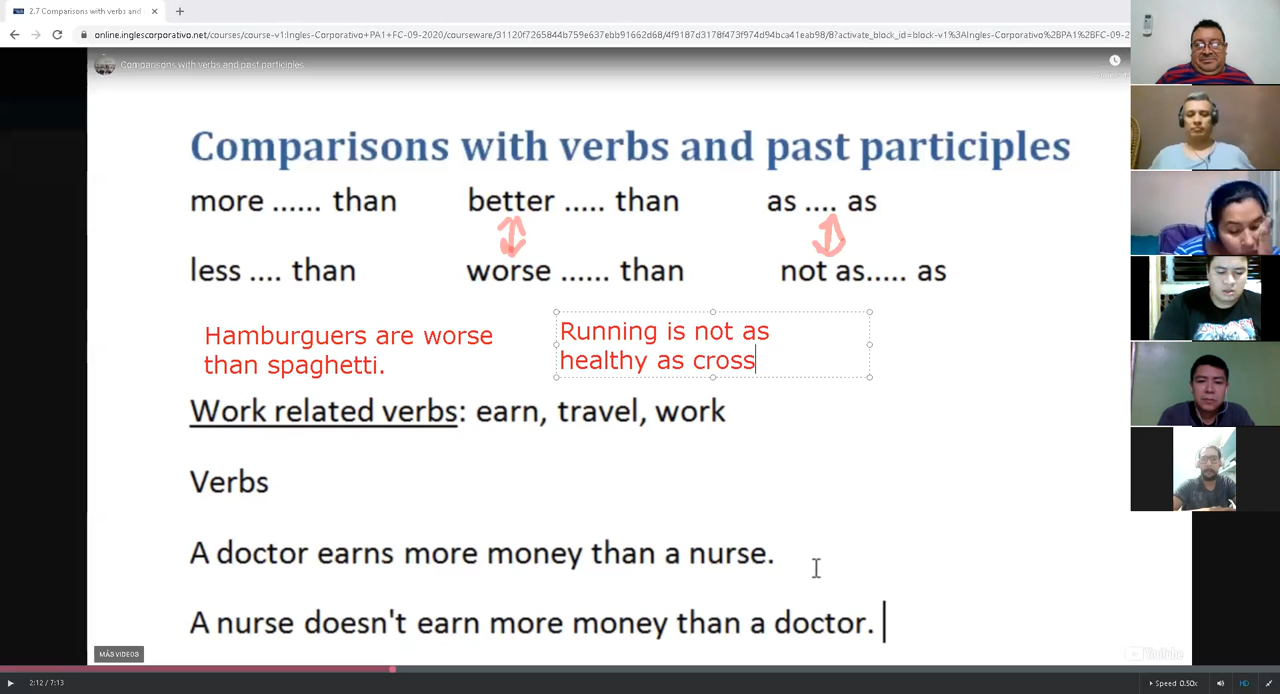 2.7 Comparisons with verbs and
online.inglescorporativo.net/courses/course-v1:Ingles-Corporativo+PA1+FC-09-2020/courseware/31120f7265844b759e637ebb91662d68/4f9187d3178f473f974d94bca41eab98/8?activate_block_id=block-v1%3AIngles-Corporativo%2BPA1%2BFC-09-2
Comparisons with verbs and past participles
Comparisons with verbs and past participles
more ...... than better ..... than as .... as
less .... than worse ...... than not as..... as
Hamburguers are worse
than spaghetti.
Running is not as
healthy as cross
Work related verbs: earn, travel, work
Verbs
A doctor earns more money than a nurse.
A nurse doesn't earn more money than a doctor.
MÁS VIDEOS
YouTube
2:12 / 7:13
Speed 0.50x
HD